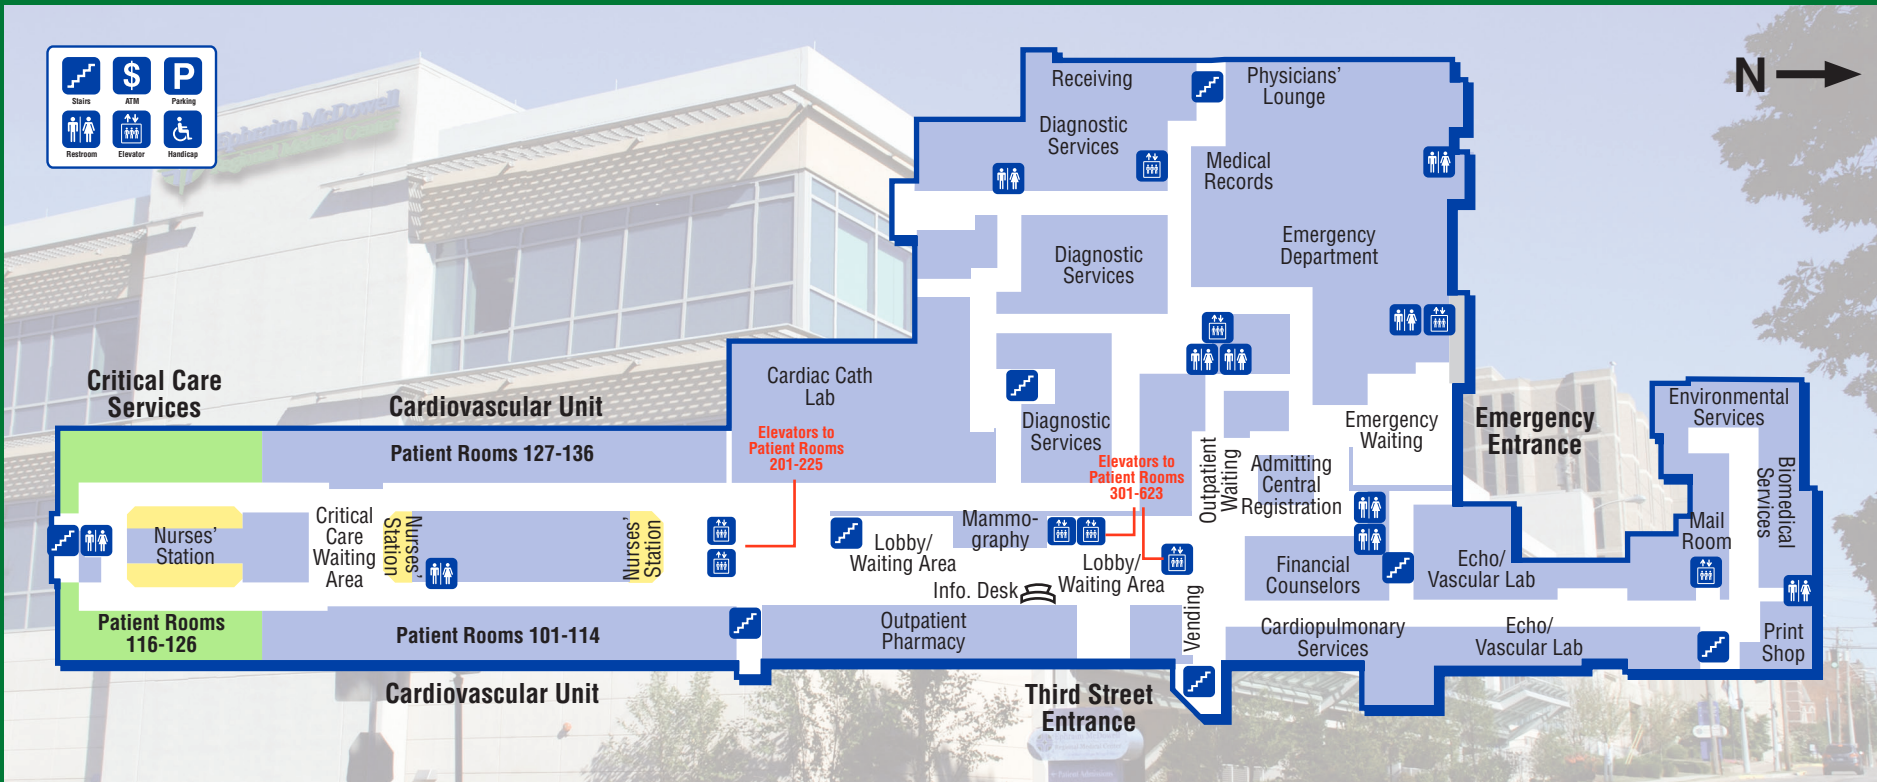 Stairs
ATM
Parking
Restroom
Elevator
Handicap
$
P
Ephraim McDowell
N
Receiving
Physicians’
Lounge
Diagnostic
Services
Medical
Records
Emergency
Department
Diagnostic
Services
Critical Care
Services
Cardiovascular Unit
Cardiac Cath
Lab
Elevators to
Patient Rooms
201-225
Diagnostic
Services
Elevators to
Patient Rooms
301-623
Outpatient
Waiting
Emergency
Waiting
Admitting
Central
Registration
Emergency
Entrance
Environmental
Services
Biomedical
Services
Mail
Room
Patient Rooms 127-136
Nurses’
Station
Critical
Care
Waiting
Area
Nurses’
Station
Nurses’
Station
Lobby/
Waiting Area
Mammo-
graphy
Lobby/
Waiting Area
Info. Desk
Financial
Counselors
Echo/
Vascular Lab
Patient Rooms
116-126
Patient Rooms 101-114
Outpatient
Pharmacy
Vending
Cardiopulmonary
Services
Echo/
Vascular Lab
Print
Shop
Cardiovascular Unit
Third Street
Entrance